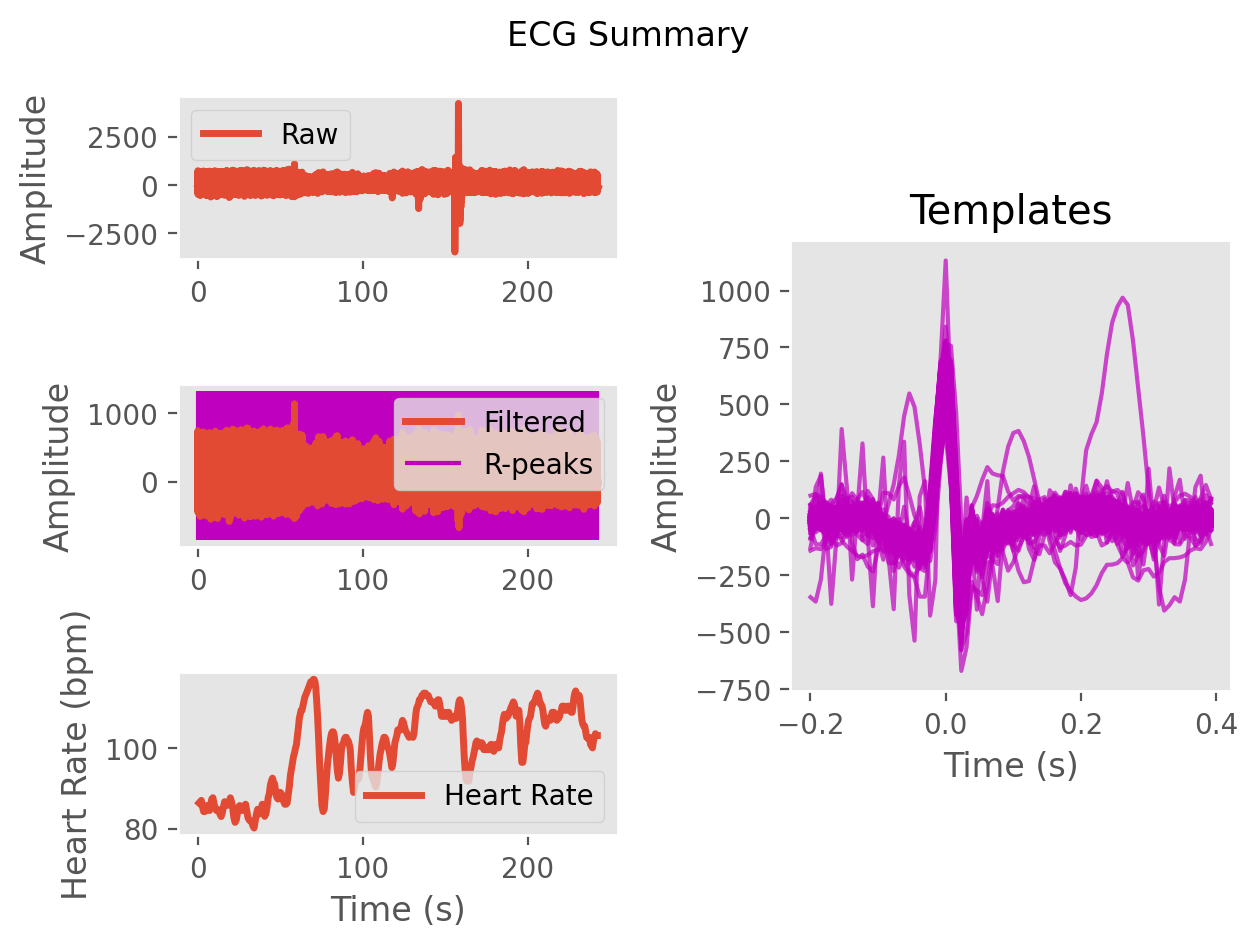 ECG Summary
Amplitude
2500
0
−2500
Raw
0 100 200
Amplitude
1000
0
Filtered
R-peaks
0 100 200
Heart Rate (bpm)
100
80
Heart Rate
0 100 200
Time (s)
Templates
Amplitude
1000
750
500
250
0
−250
−500
−750
−0.2 0.0 0.2 0.4
Time (s)